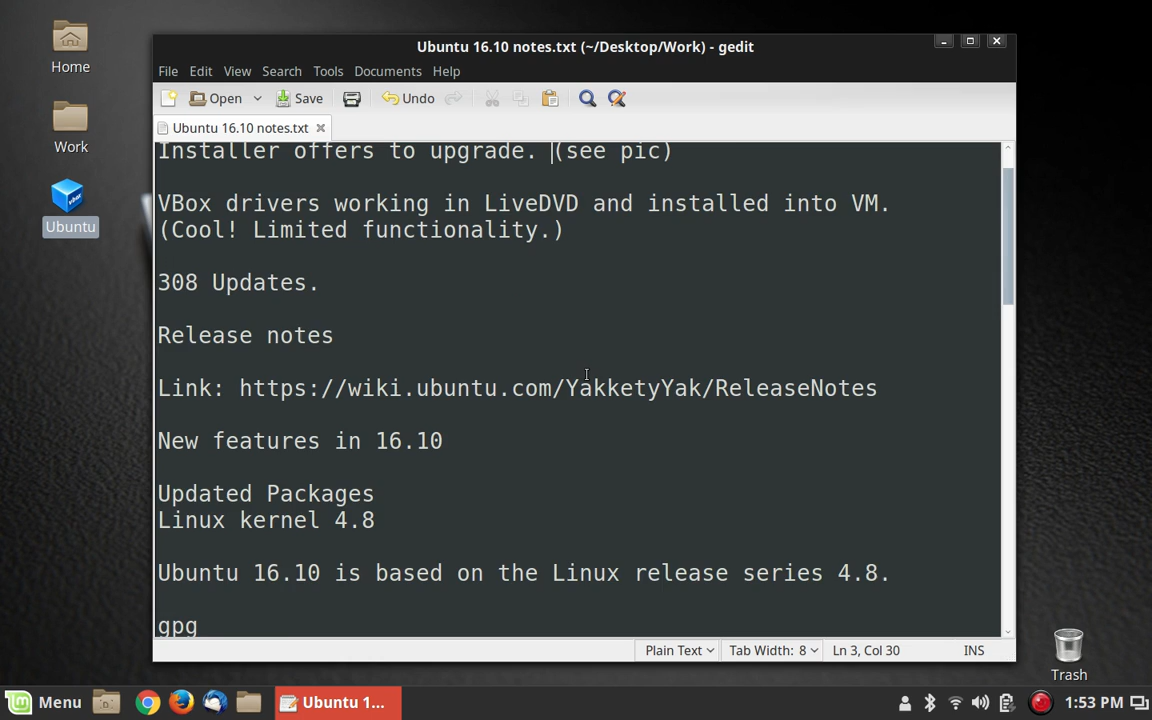 Home
Work
Ubuntu
Ubuntu 16.10 notes.txt (~/Desktop/Work) - gedit
File Edit View Search Tools Documents Help
Open Save Undo
Ubuntu 16.10 notes.txt
Installer offers to upgrade. (see pic)
VBox drivers working in LiveDVD and installed into VM.
(Cool! Limited functionality.)
308 Updates.
Release notes
Link: https://wiki.ubuntu.com/YakketyYak/ReleaseNotes
New features in 16.10
Updated Packages
Linux kernel 4.8
Ubuntu 16.10 is based on the Linux release series 4.8.
gpg
Plain Text Tab Width: 8 Ln 3, Col 30 INS
Trash
Menu Ubuntu 1... 1:53 PM